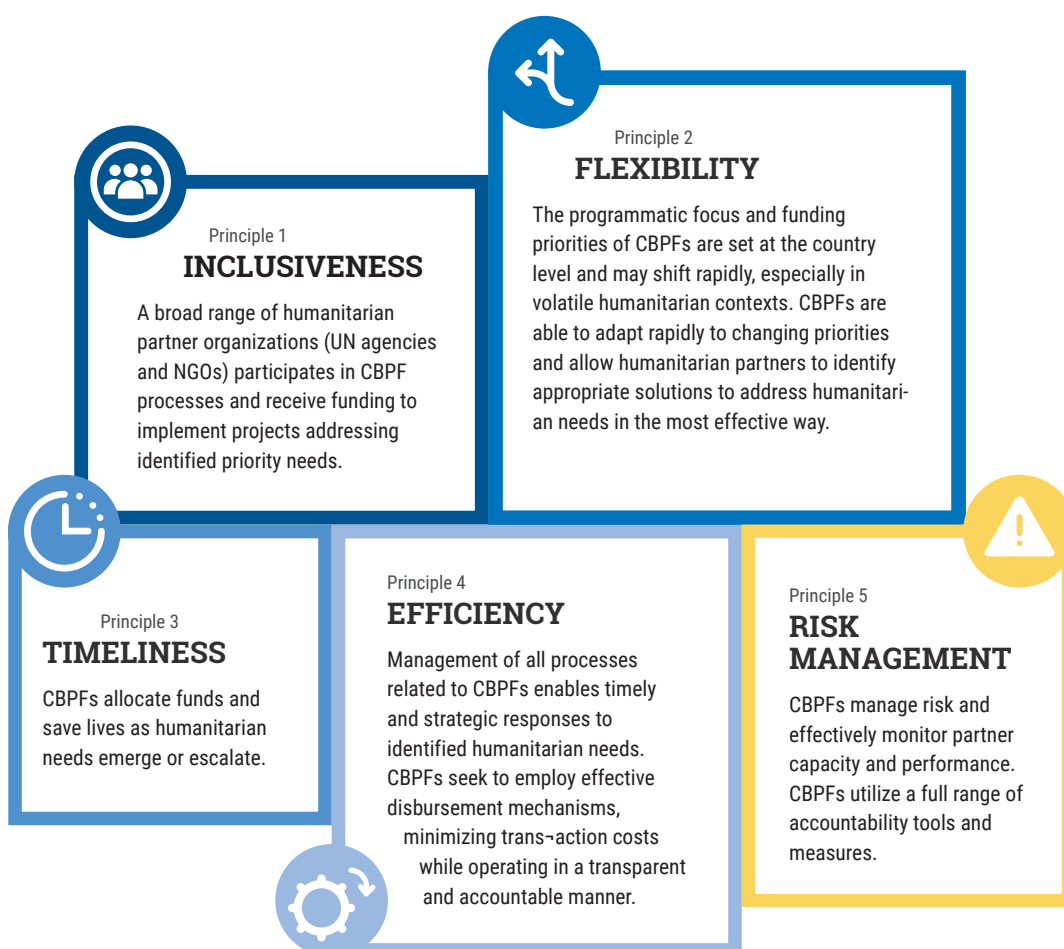 Principle 1
INCLUSIVENESS
A broad range of humanitarian
partner organizations (UN agencies
and NGOs) participates in CBPF
processes and receive funding to
implement projects addressing
identified priority needs.
Principle 2
FLEXIBILITY
The programmatic focus and funding
priorities of CBPFs are set at the country
level and may shift rapidly, especially in
volatile humanitarian contexts. CBPFs are
able to adapt rapidly to changing priorities
and allow humanitarian partners to identify
appropriate solutions to address humanitari-
an needs in the most effective way.
Principle 3
TIMELINESS
CBPFs allocate funds and
save lives as humanitarian
needs emerge or escalate.
Principle 4
EFFICIENCY
Management of all processes
related to CBPFs enables timely
and strategic responses to
identified humanitarian needs.
CBPFs seek to employ effective
disbursement mechanisms,
minimizing trans¬action costs
while operating in a transparent
and accountable manner.
Principle 5
RISK
MANAGEMENT
CBPFs manage risk and
effectively monitor partner
capacity and performance.
CBPFs utilize a full range of
accountability tools and
measures.